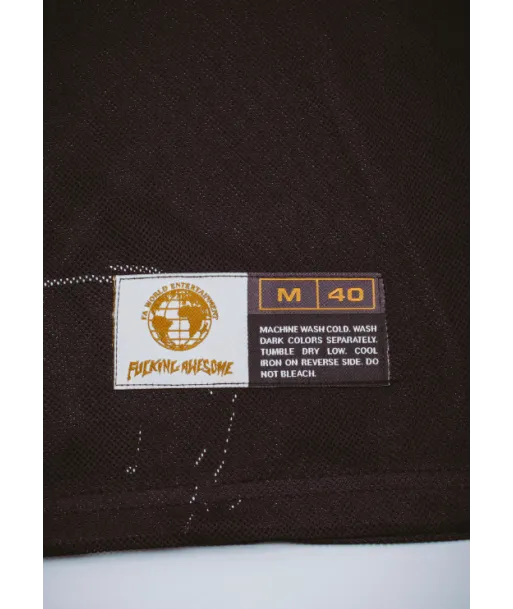 FA WORLD ENTERTAINMENT
FUCKING AWESOME
M 40
MACHINE WASH COLD. WASH
DARK COLORS SEPARATELY.
TUMBLE DRY LOW. COOL
IRON ON REVERSE SIDE. DO
NOT BLEACH.